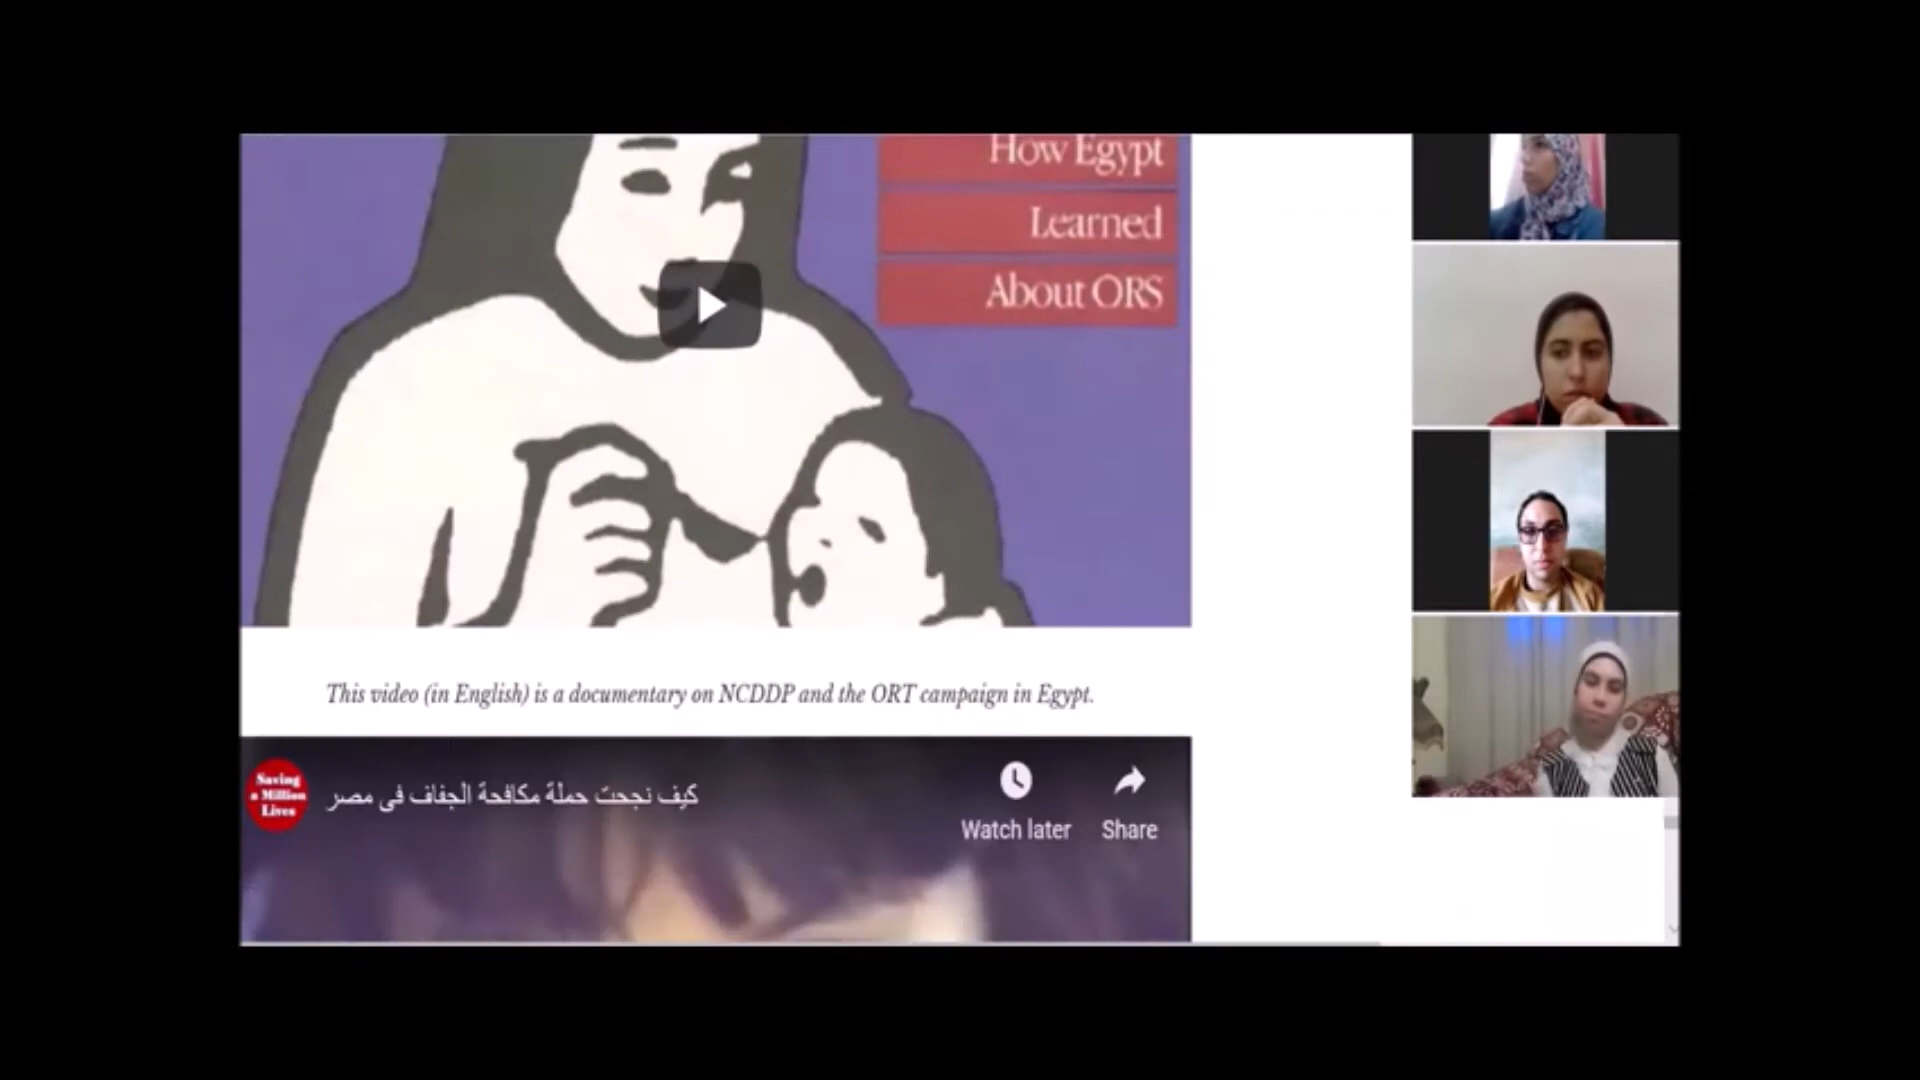 How Egypt
Learned
About ORS
This video (in English) is a documentary on NCDDP and the ORT campaign in Egypt.
Saving
a Million
Lives
كيف نجحت حملة مكافحة الجفاف فى مصر
Watch later
Share